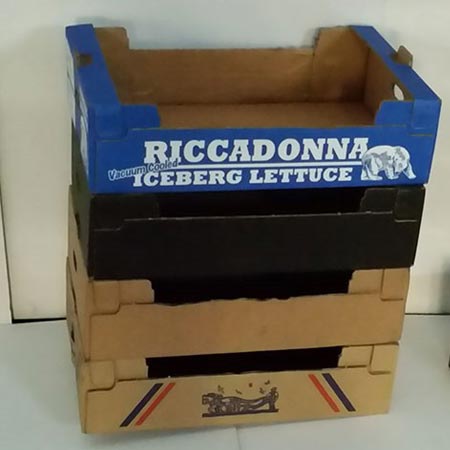 RICCADONNA
Vacuum Cooled
ICEBERG LETTUCE